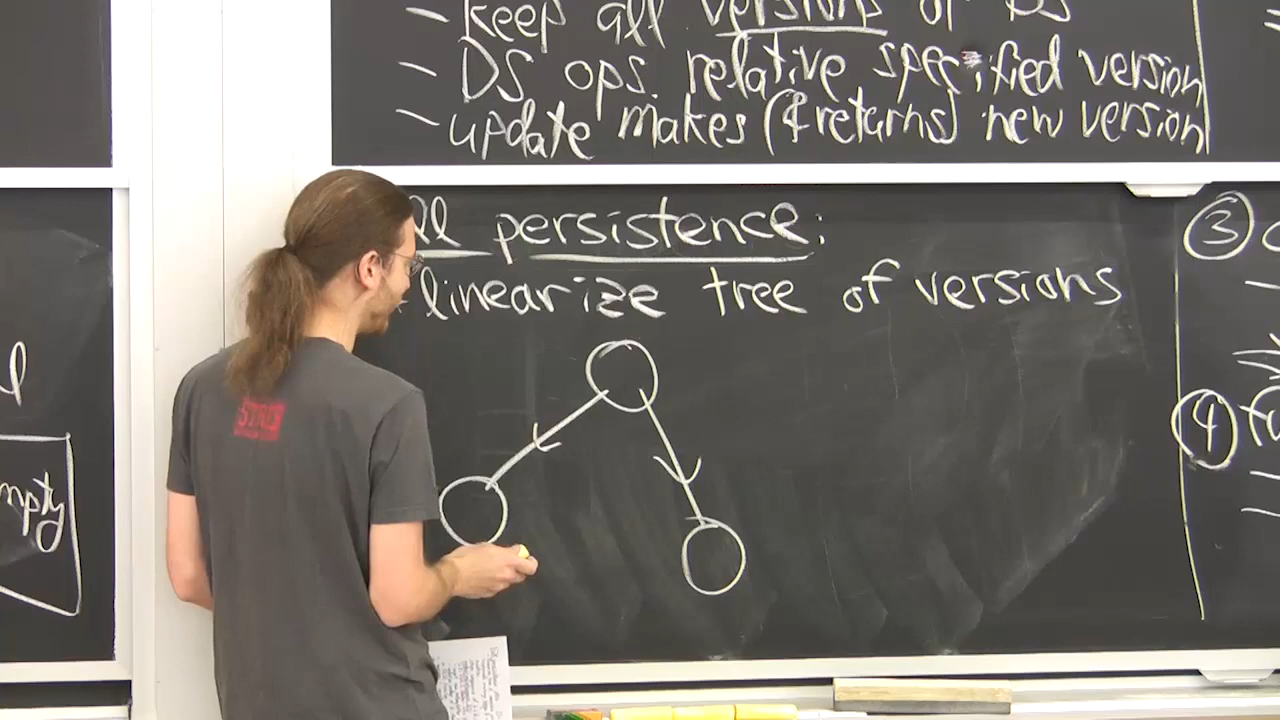 - keep all versions of DS
- DS ops. relative specified version
- update makes (& returns) new version
ll persistence:
linearize tree of versions
l
mpty
③
④